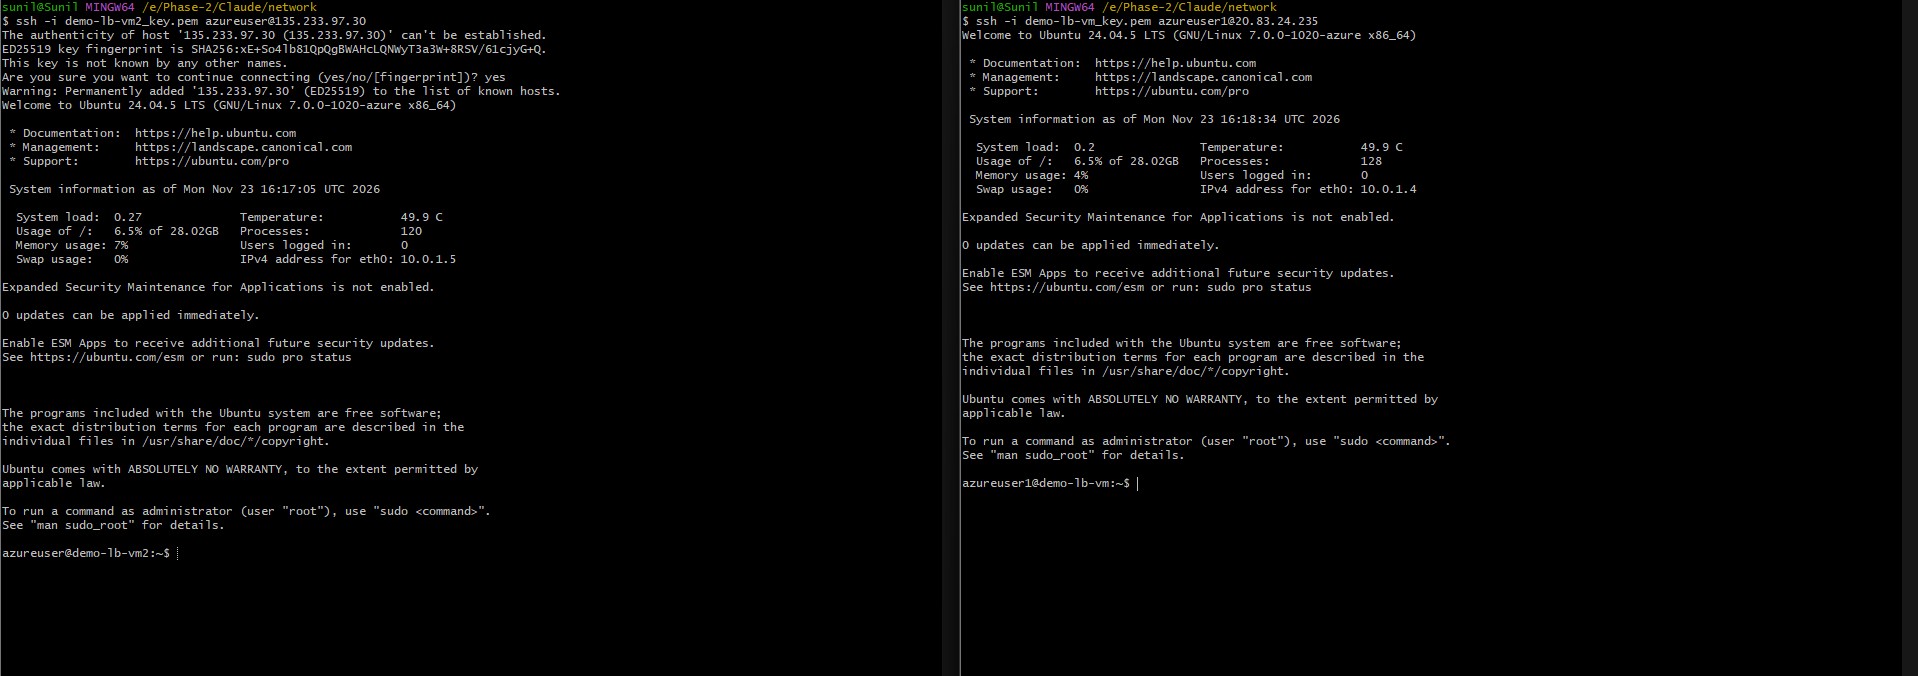 sunil@Sunil MINGW64 /e/Phase-2/Claude/network
$ ssh -i demo-lb-vm2_key.pem azureuser@135.233.97.30
The authenticity of host '135.233.97.30 (135.233.97.30)' can't be established.
ED25519 key fingerprint is SHA256:xE+So4lb81QpQgBWAHcLQNWyT3a3W+8RSV/61cjyG+Q.
This key is not known by any other names.
Are you sure you want to continue connecting (yes/no/[fingerprint])? yes
Warning: Permanently added '135.233.97.30' (ED25519) to the list of known hosts.
Welcome to Ubuntu 24.04.5 LTS (GNU/Linux 7.0.0-1020-azure x86_64)
* Documentation:  https://help.ubuntu.com
* Management:     https://landscape.canonical.com
* Support:        https://ubuntu.com/pro
System information as of Mon Nov 23 16:17:05 UTC 2026
System load:  0.27              Temperature:           49.9 C
Usage of /:   6.5% of 28.02GB   Processes:             120
Memory usage: 7%                Users logged in:       0
Swap usage:   0%                IPv4 address for eth0: 10.0.1.5
Expanded Security Maintenance for Applications is not enabled.
0 updates can be applied immediately.
Enable ESM Apps to receive additional future security updates.
See https://ubuntu.com/esm or run: sudo pro status
The programs included with the Ubuntu system are free software;
the exact distribution terms for each program are described in the
individual files in /usr/share/doc/*/copyright.
Ubuntu comes with ABSOLUTELY NO WARRANTY, to the extent permitted by
applicable law.
To run a command as administrator (user "root"), use "sudo <command>".
See "man sudo_root" for details.
azureuser@demo-lb-vm2:~$
sunil@Sunil MINGW64 /e/Phase-2/Claude/network
$ ssh -i demo-lb-vm_key.pem azureuser1@20.83.24.235
Welcome to Ubuntu 24.04.5 LTS (GNU/Linux 7.0.0-1020-azure x86_64)
* Documentation:  https://help.ubuntu.com
* Management:     https://landscape.canonical.com
* Support:        https://ubuntu.com/pro
System information as of Mon Nov 23 16:18:34 UTC 2026
System load:  0.2               Temperature:           49.9 C
Usage of /:   6.5% of 28.02GB   Processes:             128
Memory usage: 4%                Users logged in:       0
Swap usage:   0%                IPv4 address for eth0: 10.0.1.4
Expanded Security Maintenance for Applications is not enabled.
0 updates can be applied immediately.
Enable ESM Apps to receive additional future security updates.
See https://ubuntu.com/esm or run: sudo pro status
The programs included with the Ubuntu system are free software;
the exact distribution terms for each program are described in the
individual files in /usr/share/doc/*/copyright.
Ubuntu comes with ABSOLUTELY NO WARRANTY, to the extent permitted by
applicable law.
To run a command as administrator (user "root"), use "sudo <command>".
See "man sudo_root" for details.
azureuser1@demo-lb-vm:~$